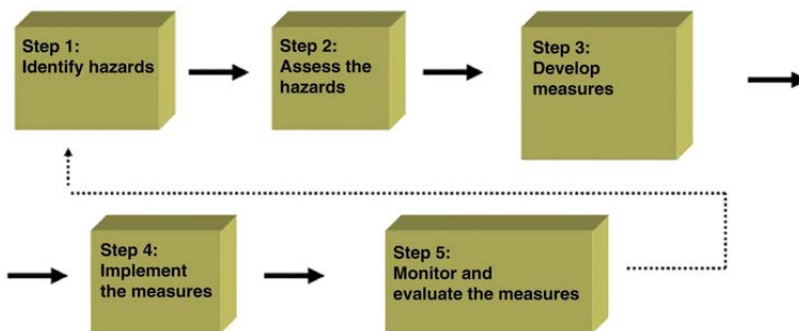 Step 1:
Identify hazards
Step 2:
Assess the
hazards
Step 3:
Develop
measures
Step 4:
Implement
the measures
Step 5:
Monitor and
evaluate the measures